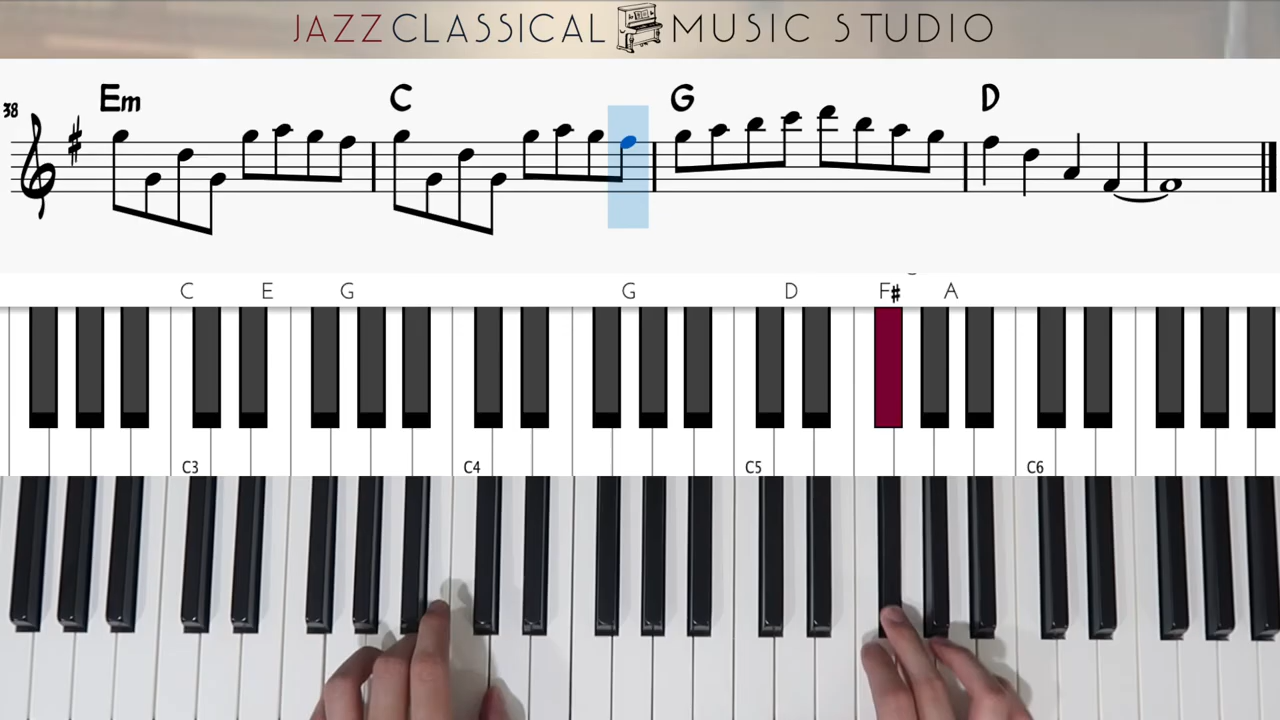 JAZZCLASSICAL MUSIC STUDIO
38
Em C G D
C E G G D F# A
C3 C4 C5 C6